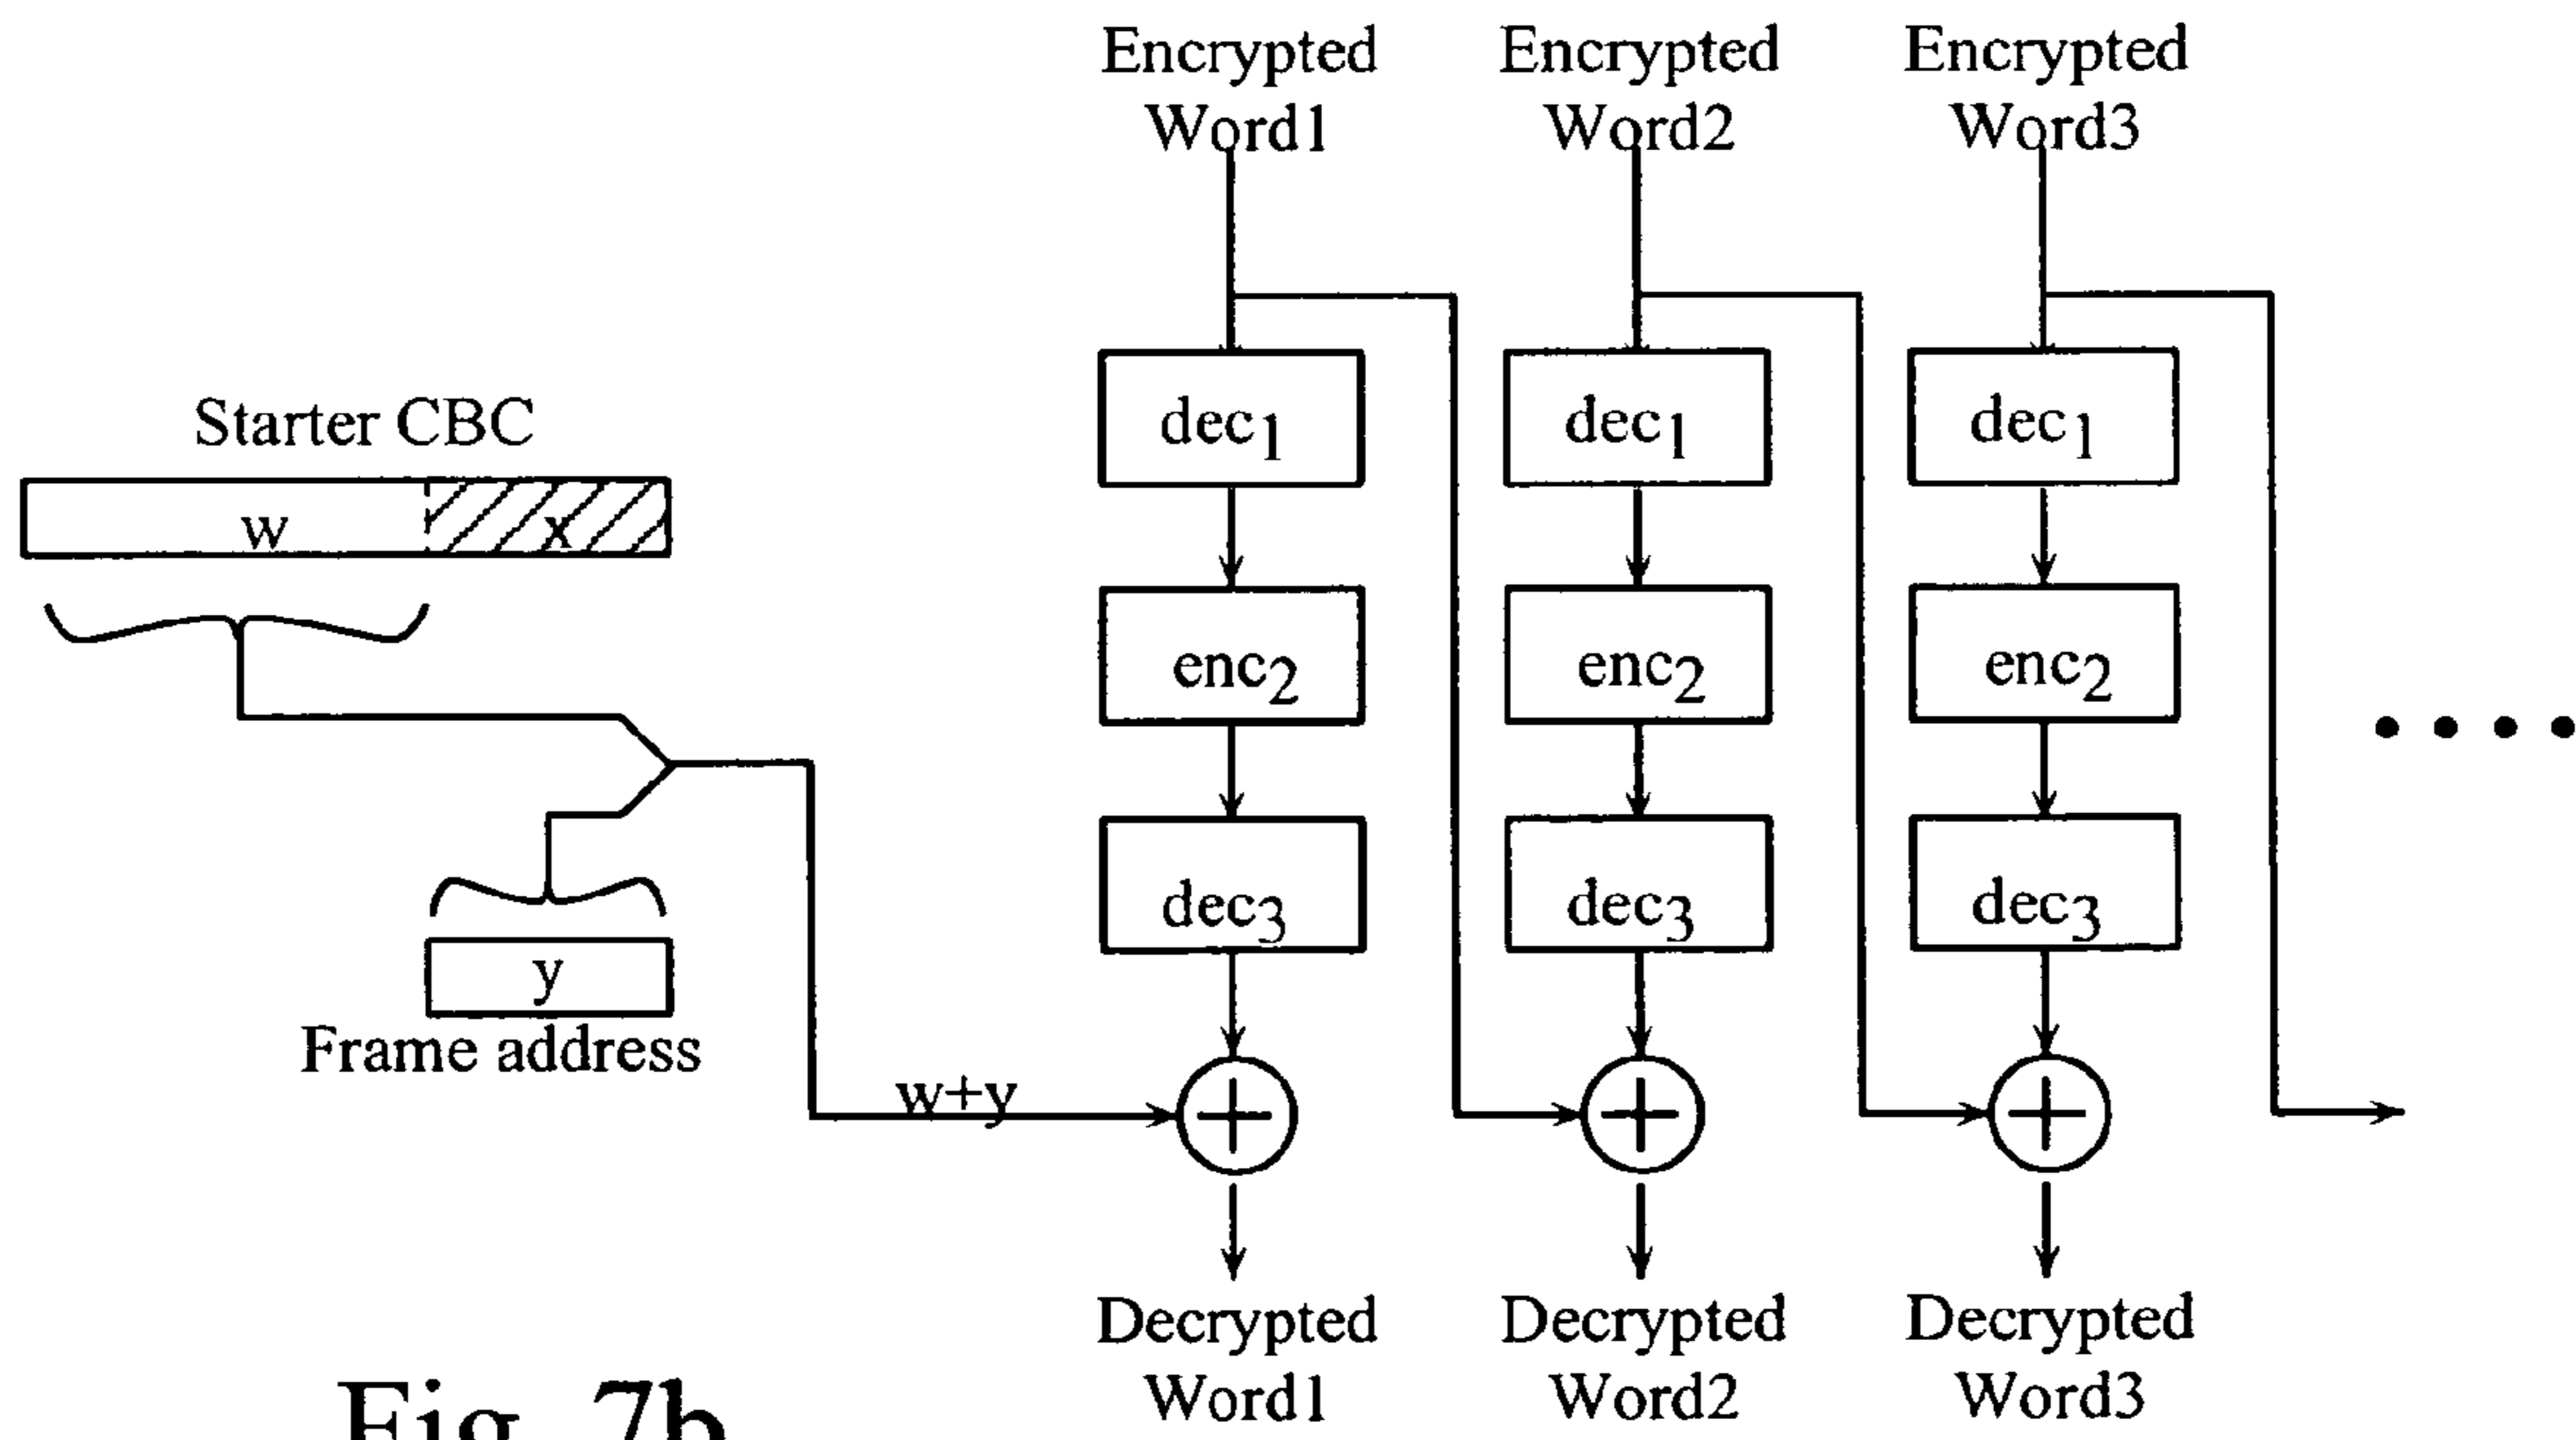 Encrypted Encrypted Encrypted
Word1 Word2 Word3
Starter CBC
w x
dec1 dec1 dec1
enc2 enc2 enc2
dec3 dec3 dec3
y
Frame address
w+y
Decrypted Decrypted Decrypted
Word1 Word2 Word3
Fig. 7b